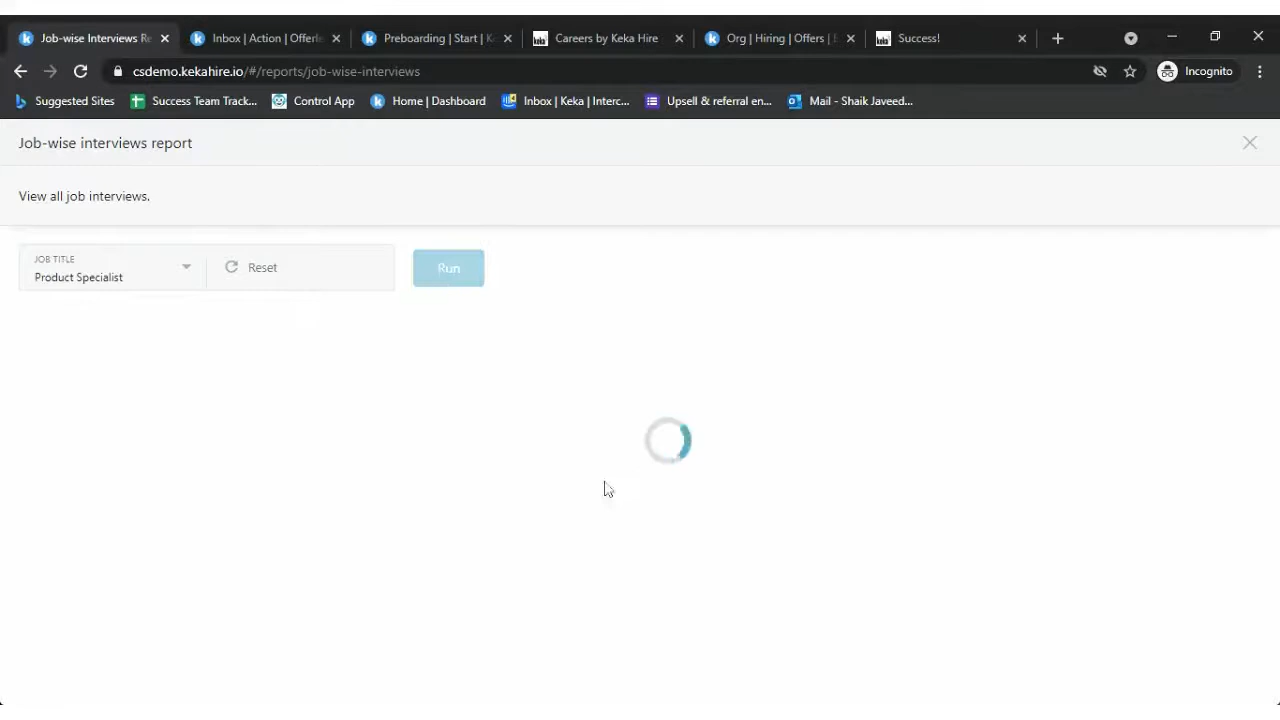 Job-wise Interviews Re
Inbox | Action | Offerle
Preboarding | Start | K
Careers by Keka Hire
Org | Hiring | Offers | E
Success!
csdemo.kekahire.io/#/reports/job-wise-interviews
Incognito
Suggested Sites
Success Team Track...
Control App
Home | Dashboard
Inbox | Keka | Interc...
Upsell & referral en...
Mail - Shaik Javeed...
Job-wise interviews report
View all job interviews.
JOB TITLE
Product Specialist
Reset
Run